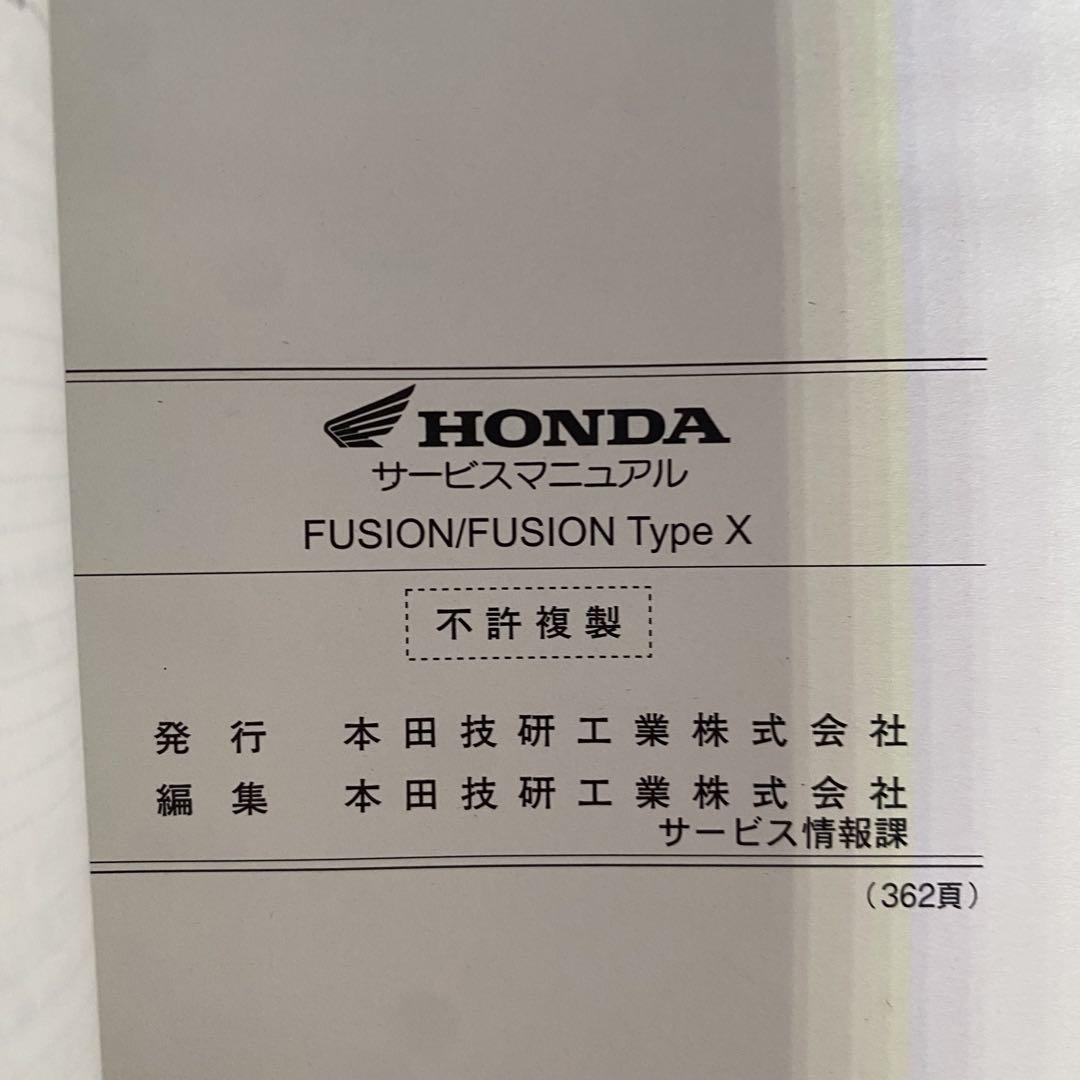 HONDA
サービスマニュアル
FUSION/FUSION Type X
不許複製
発行 本田技研工業株式会社
編集 本田技研工業株式会社
サービス情報課
（362頁）